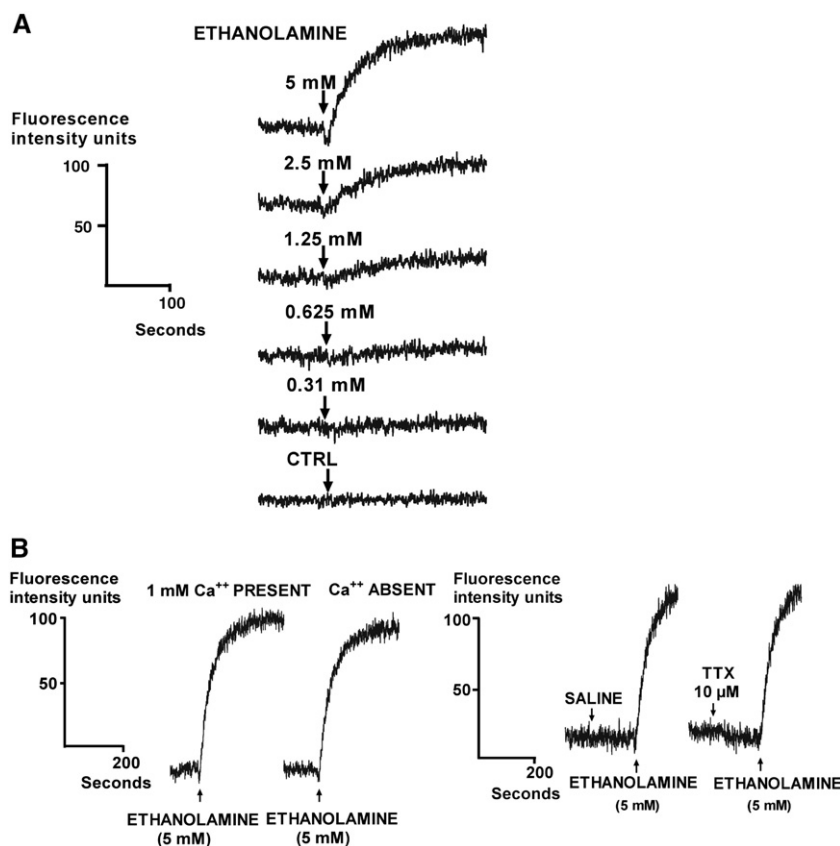 A
ETHANOLAMINE
5 mM
Fluorescence
intensity units
100
50
100
Seconds
2.5 mM
1.25 mM
0.625 mM
0.31 mM
CTRL
B
Fluorescence
intensity units
1 mM Ca++ PRESENT
Ca++ ABSENT
100
50
200
Seconds
ETHANOLAMINE
(5 mM)
ETHANOLAMINE
(5 mM)
Fluorescence
intensity units
100
50
200
Seconds
SALINE
TTX
10 µM
ETHANOLAMINE
(5 mM)
ETHANOLAMINE
(5 mM)